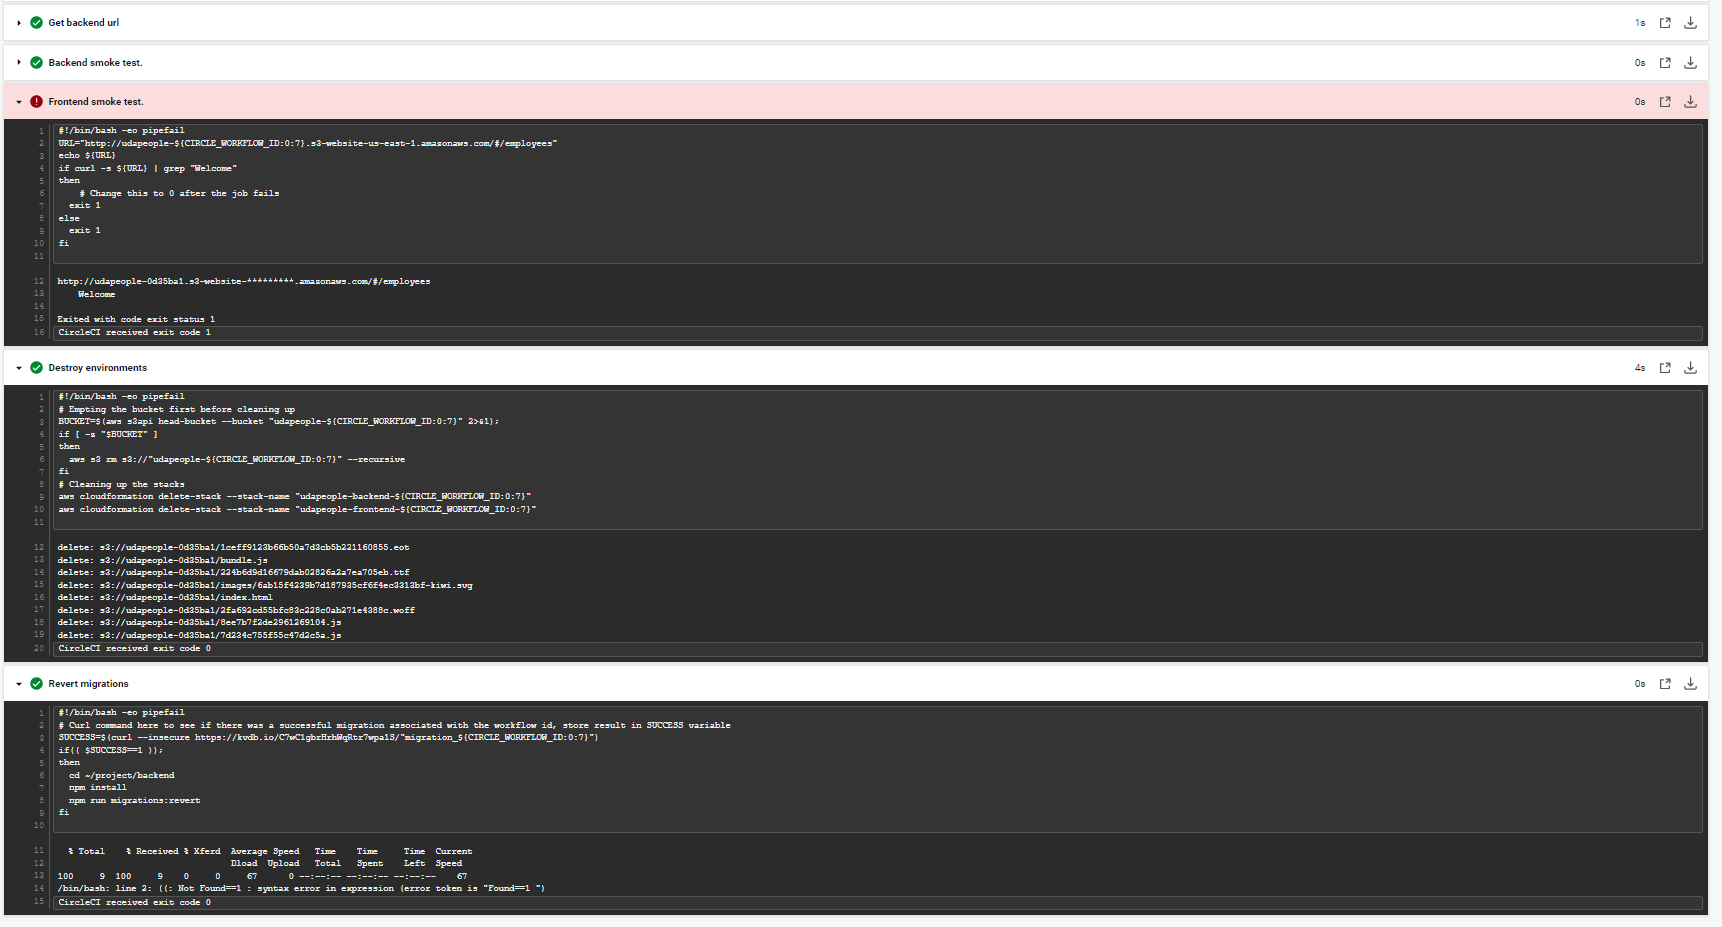 Get backend url 1s
Backend smoke test. 0s
Frontend smoke test. 0s
1 #!/bin/bash -eo pipefail
2 URL="http://udapeople-${CIRCLE_WORKFLOW_ID:0:7}.s3-website-us-east-1.amazonaws.com/#/employees"
3 echo ${URL}
4 if curl -s ${URL} | grep "Welcome"
5 then
6 # Change this to 0 after the job fails
7 exit 1
8 else
9 exit 1
10 fi
11
12 http://udapeople-0d35ba1.s3-website-*********.amazonaws.com/#/employees
13 Welcome
14
15 Exited with code exit status 1
16 CircleCI received exit code 1
Destroy environments 4s
1 #!/bin/bash -eo pipefail
2 # Empting the bucket first before cleaning up
3 BUCKET=$(aws s3api head-bucket --bucket "udapeople-${CIRCLE_WORKFLOW_ID:0:7}" 2>&1);
4 if [ -z "$BUCKET" ]
5 then
6 aws s3 rm s3://"udapeople-${CIRCLE_WORKFLOW_ID:0:7}" --recursive
7 fi
8 # Cleaning up the stacks
9 aws cloudformation delete-stack --stack-name "udapeople-backend-${CIRCLE_WORKFLOW_ID:0:7}"
10 aws cloudformation delete-stack --stack-name "udapeople-frontend-${CIRCLE_WORKFLOW_ID:0:7}"
11
12 delete: s3://udapeople-0d35ba1/1ceff9123b66b50a7d3cb5b221160855.eot
13 delete: s3://udapeople-0d35ba1/bundle.js
14 delete: s3://udapeople-0d35ba1/224b6d9d16679dab02826a2a7ea705eb.ttf
15 delete: s3://udapeople-0d35ba1/images/6ab15f4239b7d187935cf6f4ec3313bf-kiwi.svg
16 delete: s3://udapeople-0d35ba1/index.html
17 delete: s3://udapeople-0d35ba1/2fa692cd55bfc83c228c0ab271e4388c.woff
18 delete: s3://udapeople-0d35ba1/8ee7b7f2de2961269104.js
19 delete: s3://udapeople-0d35ba1/7d234c755f55c47d2c5a.js
20 CircleCI received exit code 0
Revert migrations 0s
1 #!/bin/bash -eo pipefail
2 # Curl command here to see if there was a successful migration associated with the workflow id, store result in SUCCESS variable
3 SUCCESS=$(curl --insecure https://kvdb.io/C7wC1gbrHrhWqRtr7wpa1S/"migration_${CIRCLE_WORKFLOW_ID:0:7}")
4 if(( $SUCCESS==1 ));
5 then
6 cd ~/project/backend
7 npm install
8 npm run migrations:revert
9 fi
10
11 % Total % Received % Xferd Average Speed Time Time Time Current
12 Dload Upload Total Spent Left Speed
13 100 9 100 9 0 0 67 0 --:--:-- --:--:-- --:--:-- 67
14 /bin/bash: line 2: ((: Not Found==1 : syntax error in expression (error token is "Found==1 ")
15 CircleCI received exit code 0